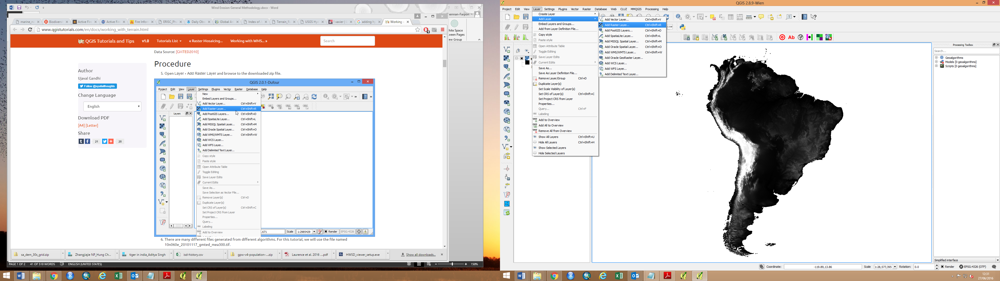 Wind Erosion General Methodology.docx - Word
hennan-Farpon
marine_n
Biodiversi
Active Fire
Active Fire
Fire Inform
ERISC_Pho
Daily Obs
Global An
Index of /
Terrain_R
USGS Hyd
! xavier | U
adding hy
Working w
www.qgistutorials.com/en/docs/working_with_terrain.html
hite Space
ween Pages
ew Group
QGIS Tutorials and Tips
v1.0
Tutorials List
« Raster Mosaicing...
Working with WMS... »
Search
Data Source: [GMTED2010]
Procedure
5. Open Layer ‣ Add Raster Layer and browse to the downloaded zip file.
Author
Ujaval Gandhi
Follow @spatialthoughts
Change Language
English
Download PDF
[A4] [Letter]
Share
21
28
QGIS 2.0.1-Dufour
Project Edit View Layer Settings Plugins Vector Raster Database Help
New
Embed Layers and Groups...
Add Vector Layer... Ctrl+Shift+V
Add Raster Layer... Ctrl+Shift+R
Add PostGIS Layers... Ctrl+Shift+D
Add SpatiaLite Layer... Ctrl+Shift+L
Add MSSQL Spatial Layer... Ctrl+Shift+M
Add Oracle Spatial Layer... Ctrl+Shift+O
Add WMS/WMTS Layer... Ctrl+Shift+W
Add WCS Layer...
Add WFS Layer...
Add Delimited Text Layer...
Copy style
Paste style
Open Attribute Table
Toggle Editing
Save Layer Edits
Current Edits
Save As...
Save Selection as Vector File...
Remove Layer(s) Ctrl+D
Duplicate Layer(s)
Set CRS of Layer(s) Ctrl+Shift+C
Set Project CRS from Layer
Properties...
Query...
Labeling
Add to Overview
Layers
.671
Scale
1:2985429
Render
EPSG:4326
6. There are many different files generated from different algorithms. For this tutorial, we will use the file named
10n060e_20101117_gmted_mea300.tif.
sa_dem_30s_grid.zip
Zhangjiajie NP_Hung Ch...
tiger in india_Aditya Singh
isd-history.csv
gpw-v4-population-....zip
Laurence et al. 2016 ....pdf
HWSD_viewer_setup.exe
Show all downloads...
PAGE 1 OF 2
41 OF 510 WORDS
ENGLISH (UNITED STATES)
150%
QGIS 2.8.9-Wien
Project Edit View Layer Settings Plugins Vector Raster Database Web CLUZ MMQGIS Processing Help
Create Layer
Add Layer
Embed Layers and Groups...
Add from Layer Definition File...
Copy style
Paste style
Open Attribute Table
Toggle Editing
Save Layer Edits
Current Edits
Save As...
Save As Layer Definition File...
Remove Layer/Group Ctrl+D
Duplicate Layer(s)
Set Scale Visibility of Layer(s)
Set CRS of Layer(s) Ctrl+Shift+C
Set Project CRS from Layer
Properties...
Query... Ctrl+F
Labeling
Add to Overview
Add All to Overview
Remove All from Overview
Show All Layers Ctrl+Shift+U
Hide All Layers Ctrl+Shift+H
Show Selected Layers
Hide Selected Layers
Add Vector Layer... Ctrl+Shift+V
Add Raster Layer... Ctrl+Shift+R
Add PostGIS Layers... Ctrl+Shift+D
Add SpatiaLite Layer... Ctrl+Shift+L
Add MSSQL Spatial Layer... Ctrl+Shift+M
Add Oracle Spatial Layer... Ctrl+Shift+O
Add WMS/WMTS Layer... Ctrl+Shift+W
Add Oracle GeoRaster Layer...
Add WCS Layer...
Add WFS Layer...
Add Delimited Text Layer...
CSW
Ab
Processing Toolbox
Search...
Geoalgorithms
Models [0 geoalgorithms]
Scripts [0 geoalgorithms]
Simplified interface
Coordinate:
-119.89,13.86
Scale
1:28,577,395
Rotation:
0.0
Render
EPSG:4326 (OTF)
12:31
27/06/2016